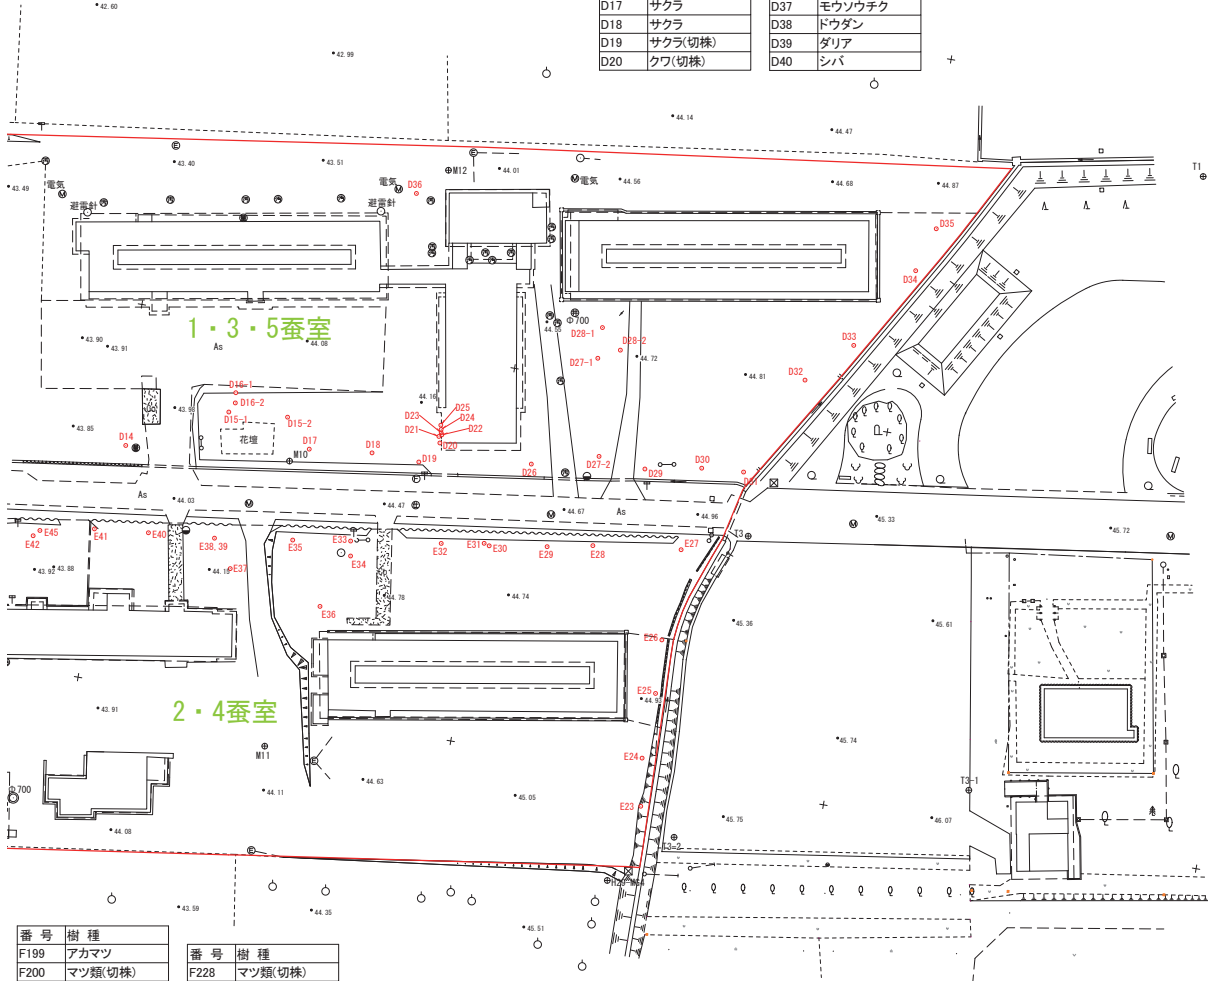 D17 サクラ
D18 サクラ
D19 サクラ(切株)
D20 クワ(切株)
D37 モウソウチク
D38 ドウダン
D39 ダリア
D40 シバ
42.60
42.99
44.14
44.47
E
43.40
43.51
E
M12
44.01
T1
43.49
電気
M
電気
M
D36
M
電気
44.56
44.68
44.87
避雷針
避雷針
D35
D34
1・3・5蚕室
Φ700
D28-1
43.90
43.91
As
44.08
D28-2
D27-1
44.72
D33
44.81
D32
D16-1
D16-2
D15-1
D15-2
44.16
D25
D23
D24
D21
D22
D20
43.85
D14
花壇
D17
M10
D18
D19
D26
D27-2
D29
D30
As
44.03
M
44.47
44.67
M
As
44.96
M
45.33
45.72
M
E45
E42
E41
E40
E38,39
E35
E33
E34
E32
E31
E30
E29
E28
E27
T3
43.92
43.88
E37
44.78
44.74
E36
45.36
45.61
E26
E25
2・4蚕室
43.91
M11
E
E24
45.74
44.63
44.11
45.05
E23
T3-1
44.08
45.75
46.07
T3-2
E
43.59
44.35
45.51
番 号 樹 種
F199 アカマツ
F200 マツ類(切株)
番 号 樹 種
F228 マツ類(切株)